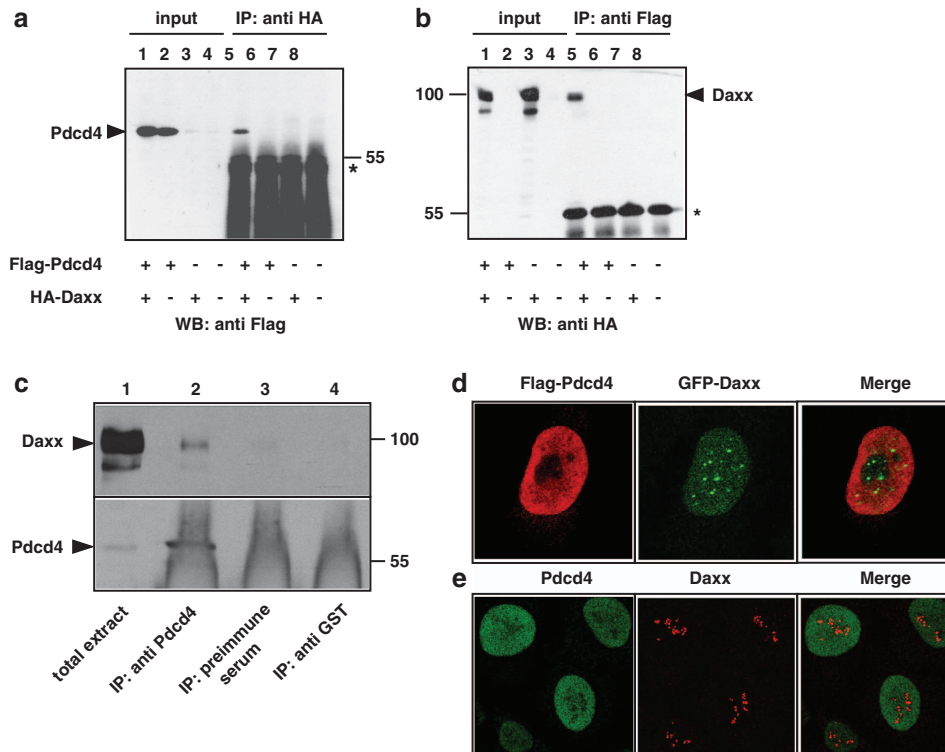 a
input IP: anti HA
1 2 3 4 5 6 7 8
Pdcd4
55
*
Flag-Pdcd4 + + - - + + - -
HA-Daxx + - + - + - + -
WB: anti Flag
b
input IP: anti Flag
1 2 3 4 5 6 7 8
100
Daxx
55
*
+ + - - + + - -
+ - + - + - + -
WB: anti HA
c
1 2 3 4
Daxx
100
Pdcd4
55
total extract
IP: anti Pdcd4
IP: preimmune
serum
IP: anti GST
d
Flag-Pdcd4 GFP-Daxx Merge
e
Pdcd4 Daxx Merge